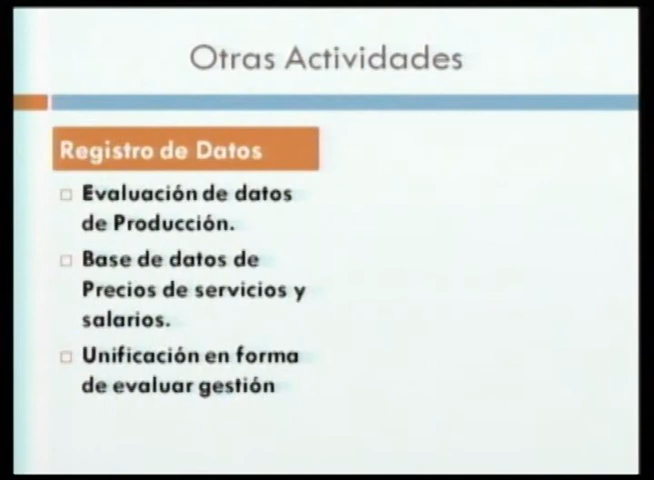 Otras Actividades
Registro de Datos
Evaluación de datos
de Producción.
Base de datos de
Precios de servicios y
salarios.
Unificación en forma
de evaluar gestión